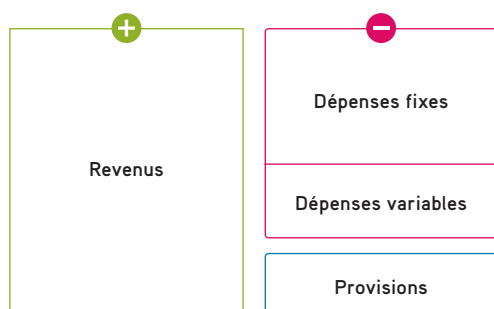 Revenus
Dépenses fixes
Dépenses variables
Provisions